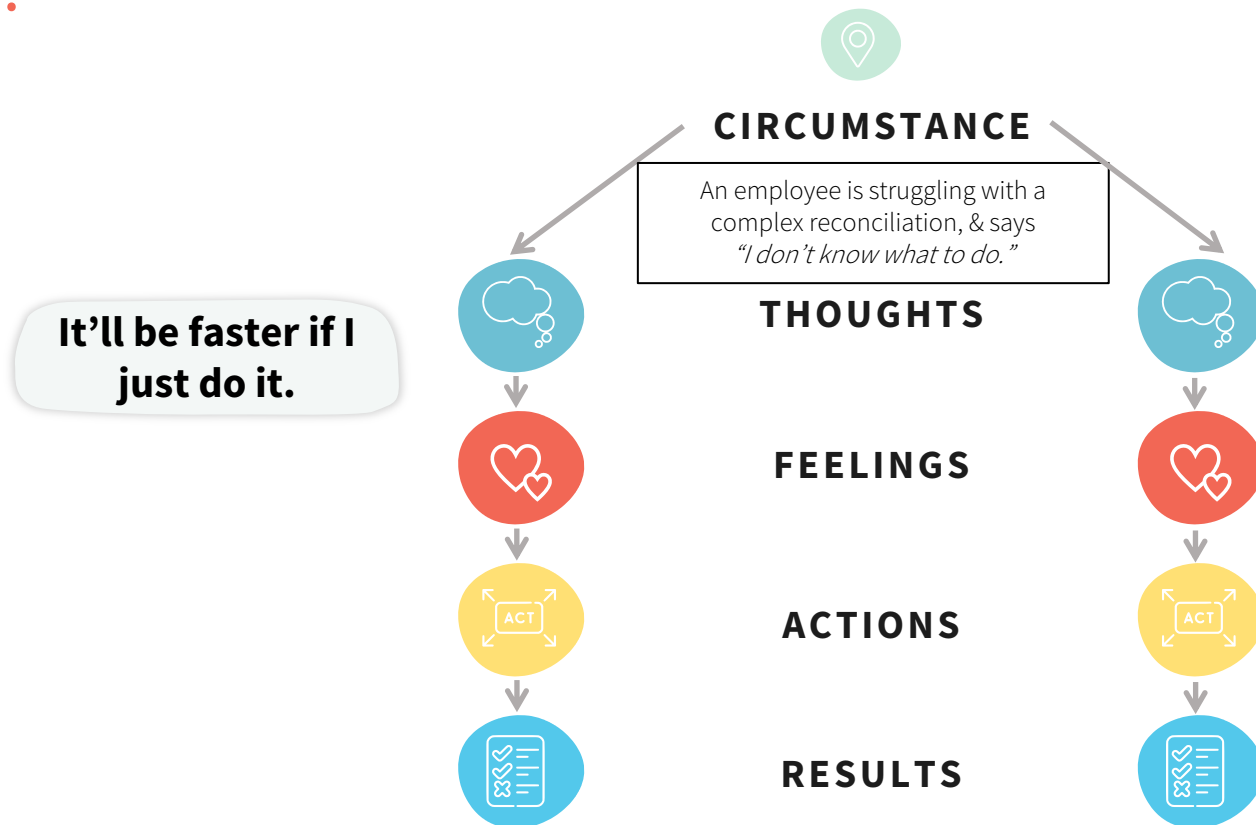 CIRCUMSTANCE
An employee is struggling with a
complex reconciliation, & says
“I don’t know what to do.”
THOUGHTS
It’ll be faster if I
just do it.
FEELINGS
ACT
ACTIONS
ACT
RESULTS